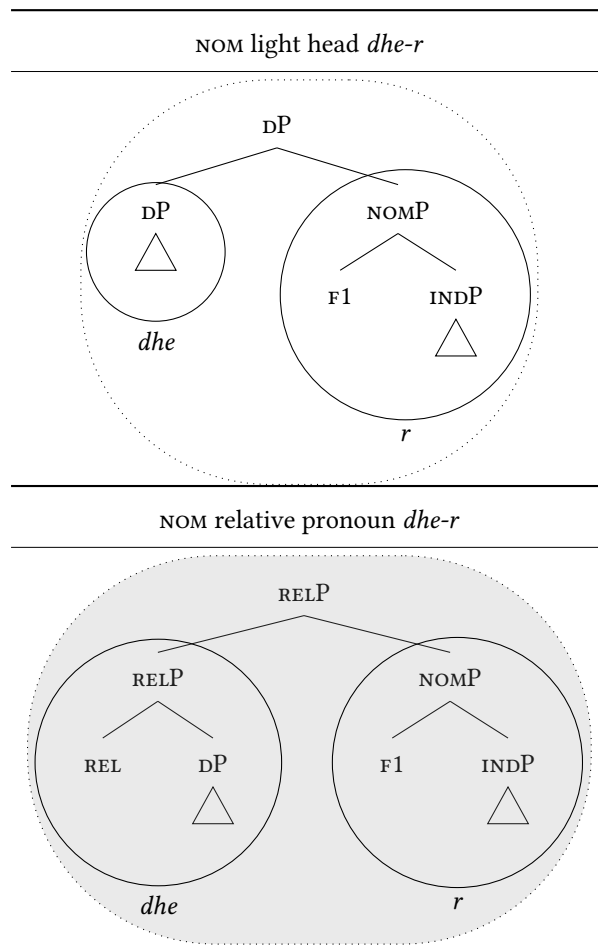 NOM light head dhe-r
DP
DP NOMP
F1 INDP
dhe
r
NOM relative pronoun dhe-r
RELP
RELP NOMP
REL DP F1 INDP
dhe r